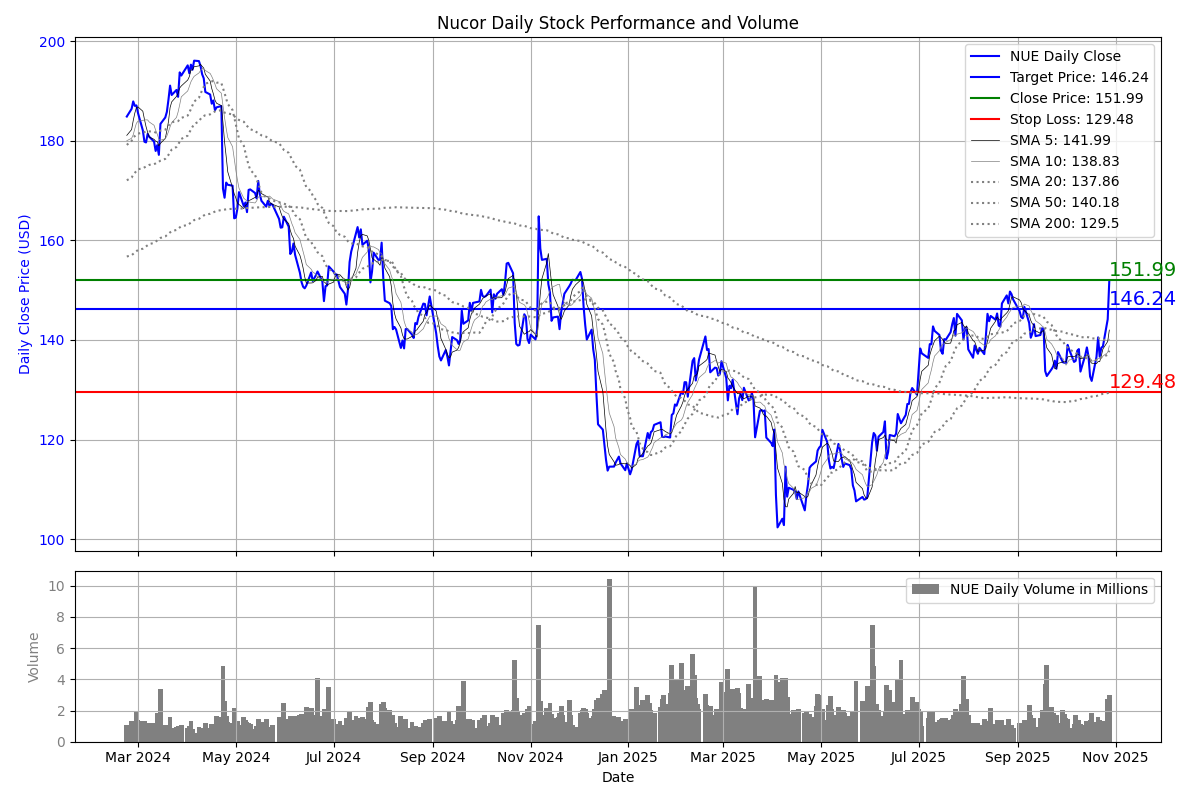 Nucor Daily Stock Performance and Volume
Daily Close Price (USD)
200
180
160
140
120
100
NUE Daily Close
Target Price: 146.24
Close Price: 151.99
Stop Loss: 129.48
SMA 5: 141.99
SMA 10: 138.83
SMA 20: 137.86
SMA 50: 140.18
SMA 200: 129.5
151.99
146.24
129.48
Volume
10
8
6
4
2
0
NUE Daily Volume in Millions
Mar 2024 May 2024 Jul 2024 Sep 2024 Nov 2024 Jan 2025 Mar 2025 May 2025 Jul 2025 Sep 2025 Nov 2025
Date